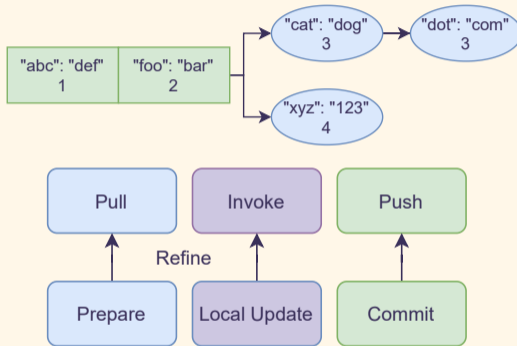 "cat": "dog"
3
"dot": "com"
3
"abc": "def"
1
"foo": "bar"
2
"xyz": "123"
4
Pull
Invoke
Push
Refine
Prepare
Local Update
Commit